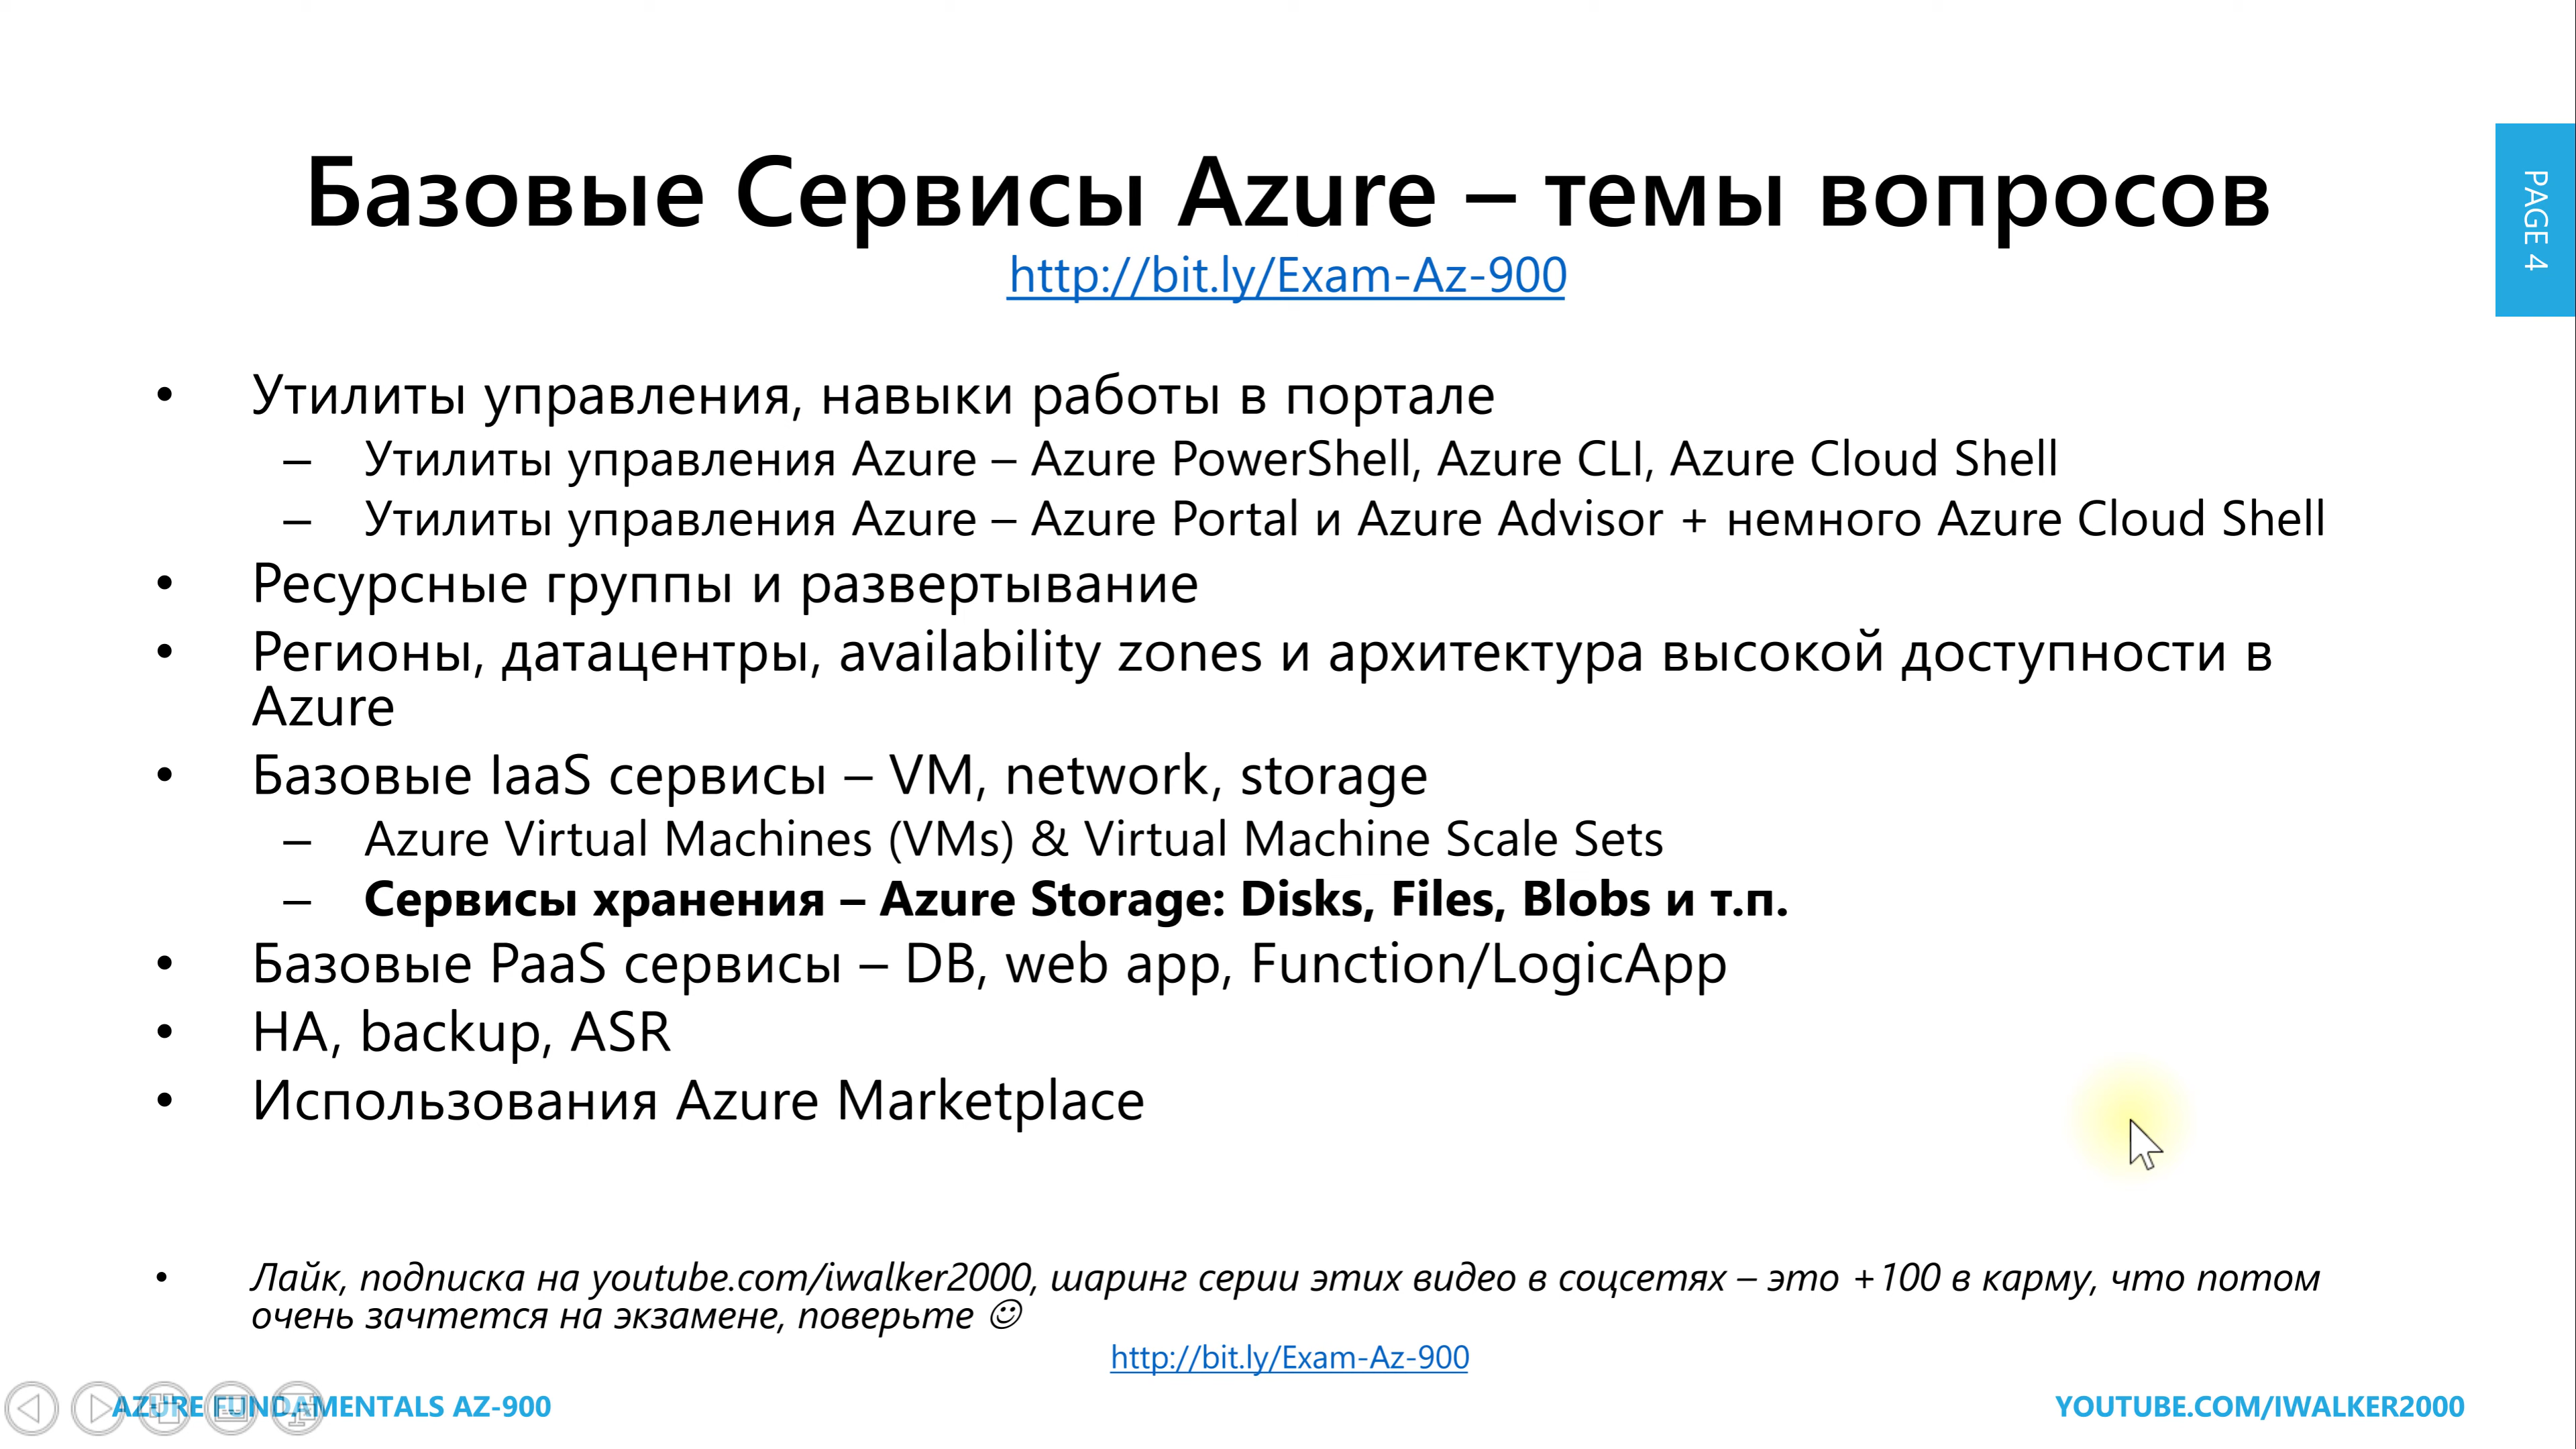 Базовые Сервисы Azure – темы вопросов
http://bit.ly/Exam-Az-900
PAGE 4
• Утилиты управления, навыки работы в портале
– Утилиты управления Azure – Azure PowerShell, Azure CLI, Azure Cloud Shell
– Утилиты управления Azure – Azure Portal и Azure Advisor + немного Azure Cloud Shell
• Ресурсные группы и развертывание
• Регионы, датацентры, availability zones и архитектура высокой доступности в
Azure
• Базовые IaaS сервисы – VM, network, storage
– Azure Virtual Machines (VMs) & Virtual Machine Scale Sets
– Сервисы хранения – Azure Storage: Disks, Files, Blobs и т.п.
• Базовые PaaS сервисы – DB, web app, Function/LogicApp
• HA, backup, ASR
• Использования Azure Marketplace
• Лайк, подписка на youtube.com/iwalker2000, шаринг серии этих видео в соцсетях – это +100 в карму, что потом
очень зачтется на экзамене, поверьте ☺
http://bit.ly/Exam-Az-900
AZURE FUNDAMENTALS AZ-900
YOUTUBE.COM/IWALKER2000